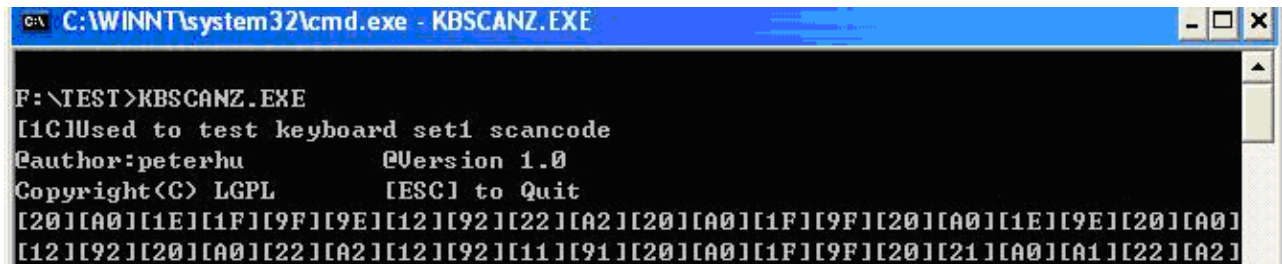 C:\WINNT\system32\cmd.exe - KBSCANZ.EXE
F:\TEST>KBSCANZ.EXE
[1C]Used to test keyboard set1 scancode
@author:peterhu @Version 1.0
Copyright(C) LGPL [ESC] to Quit
[20][A0][1E][1F][9F][9E][12][92][22][A2][20][A0][1F][9F][20][A0][1E][9E][20][A0]
[12][92][20][A0][22][A2][12][92][11][91][20][A0][1F][9F][20][21][A0][A1][22][A2]